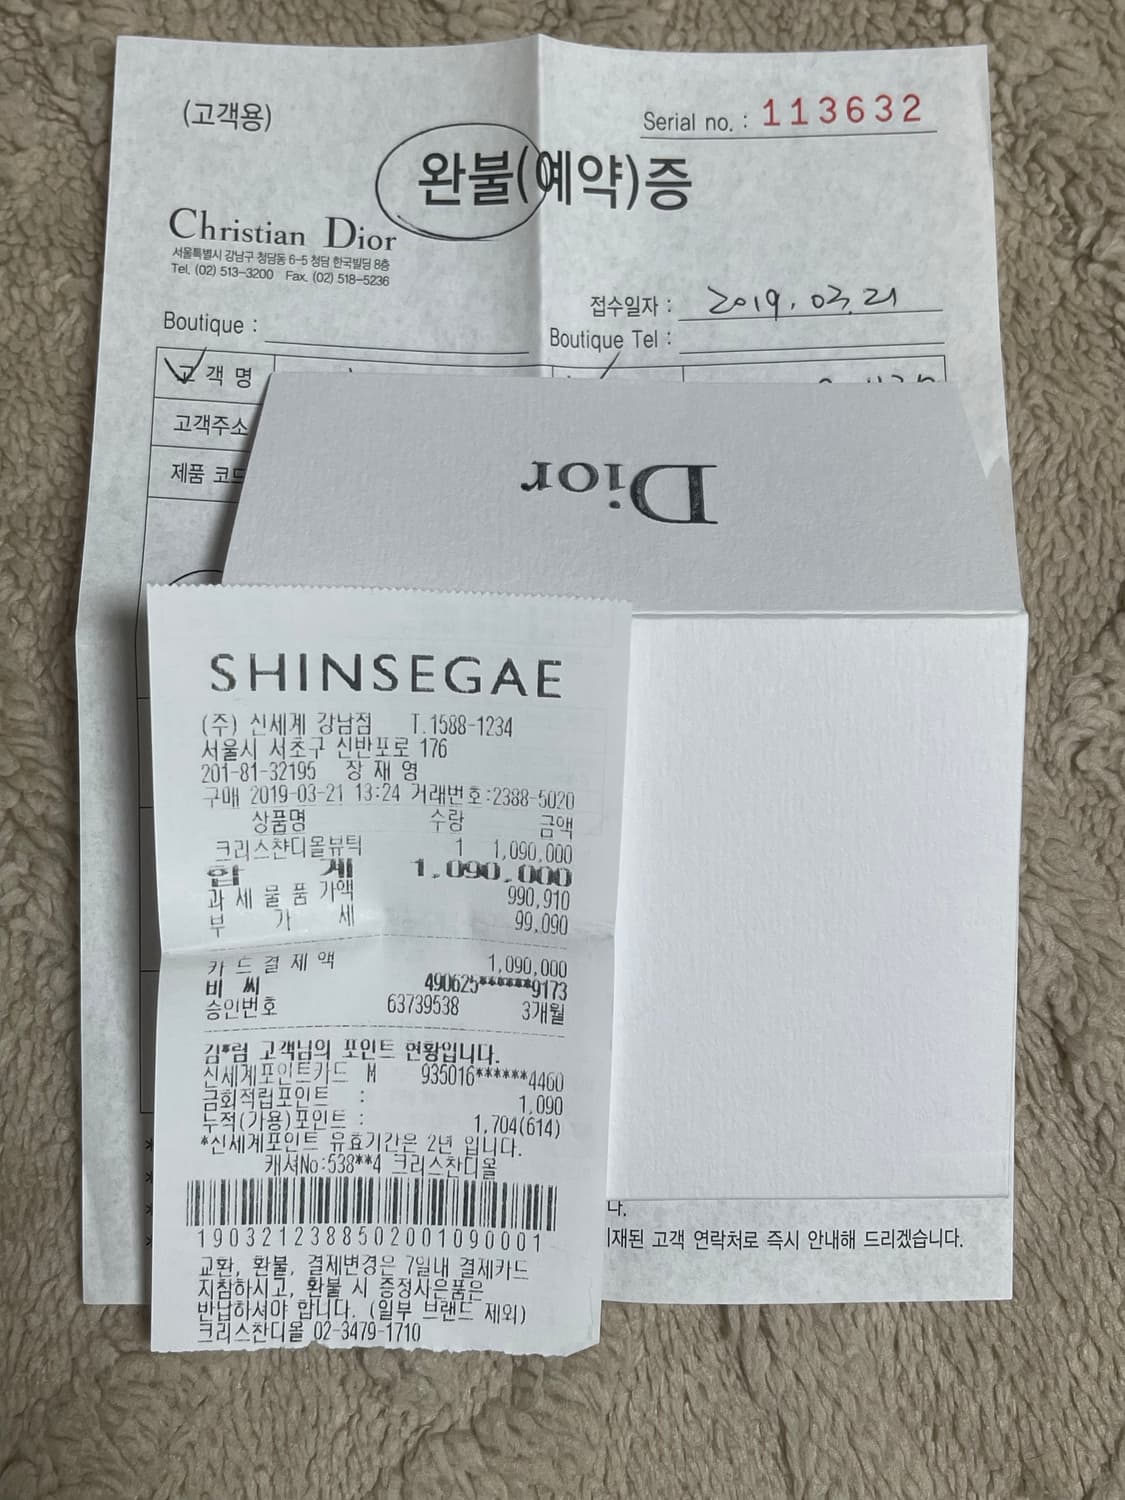 (고객용)
Serial no. : 113632
완불(예약)증
Christian Dior
서울특별시 강남구 청담동 6-5 청담 한국빌딩 8층
Tel. (02) 513-3200 Fax. (02) 518-5236
접수일자 : 2019. 03. 21
Boutique :
Boutique Tel :
고 객 명
고객주소
제품 코드
Dior
SHINSEGAE
(주) 신세계 강남점 T.1588-1234
서울시 서초구 신반포로 176
201-81-32195 장 재 영
구매 2019-03-21 13:24 거래번호:2388-5020
상품명 수량 금액
크리스챤디올뷰틱 1 1,090,000
합 계 1,090,000
과 세 물 품 가액 990,910
부 가 세 99,090
카 드 결 제 액 1,090,000
비 씨 490625******9173
승인번호 63739538 3개월
김*럼 고객님의 포인트 현황입니다.
신세계포인트카드 M 935016******4460
금회적립포인트 : 1,090
누적(가용)포인트 : 1,704(614)
*신세계포인트 유효기간은 2년 입니다.
캐셔No:538**4 크리스찬디올
190321238850200109000​1
교환, 환불, 결제변경은 7일내 결제카드
지참하시고, 환불 시 증정사은품은
반납하셔야 합니다. (일부 브랜드 제외)
크리스찬디올 02-3479-1710
다.
재된 고객 연락처로 즉시 안내해 드리겠습니다.